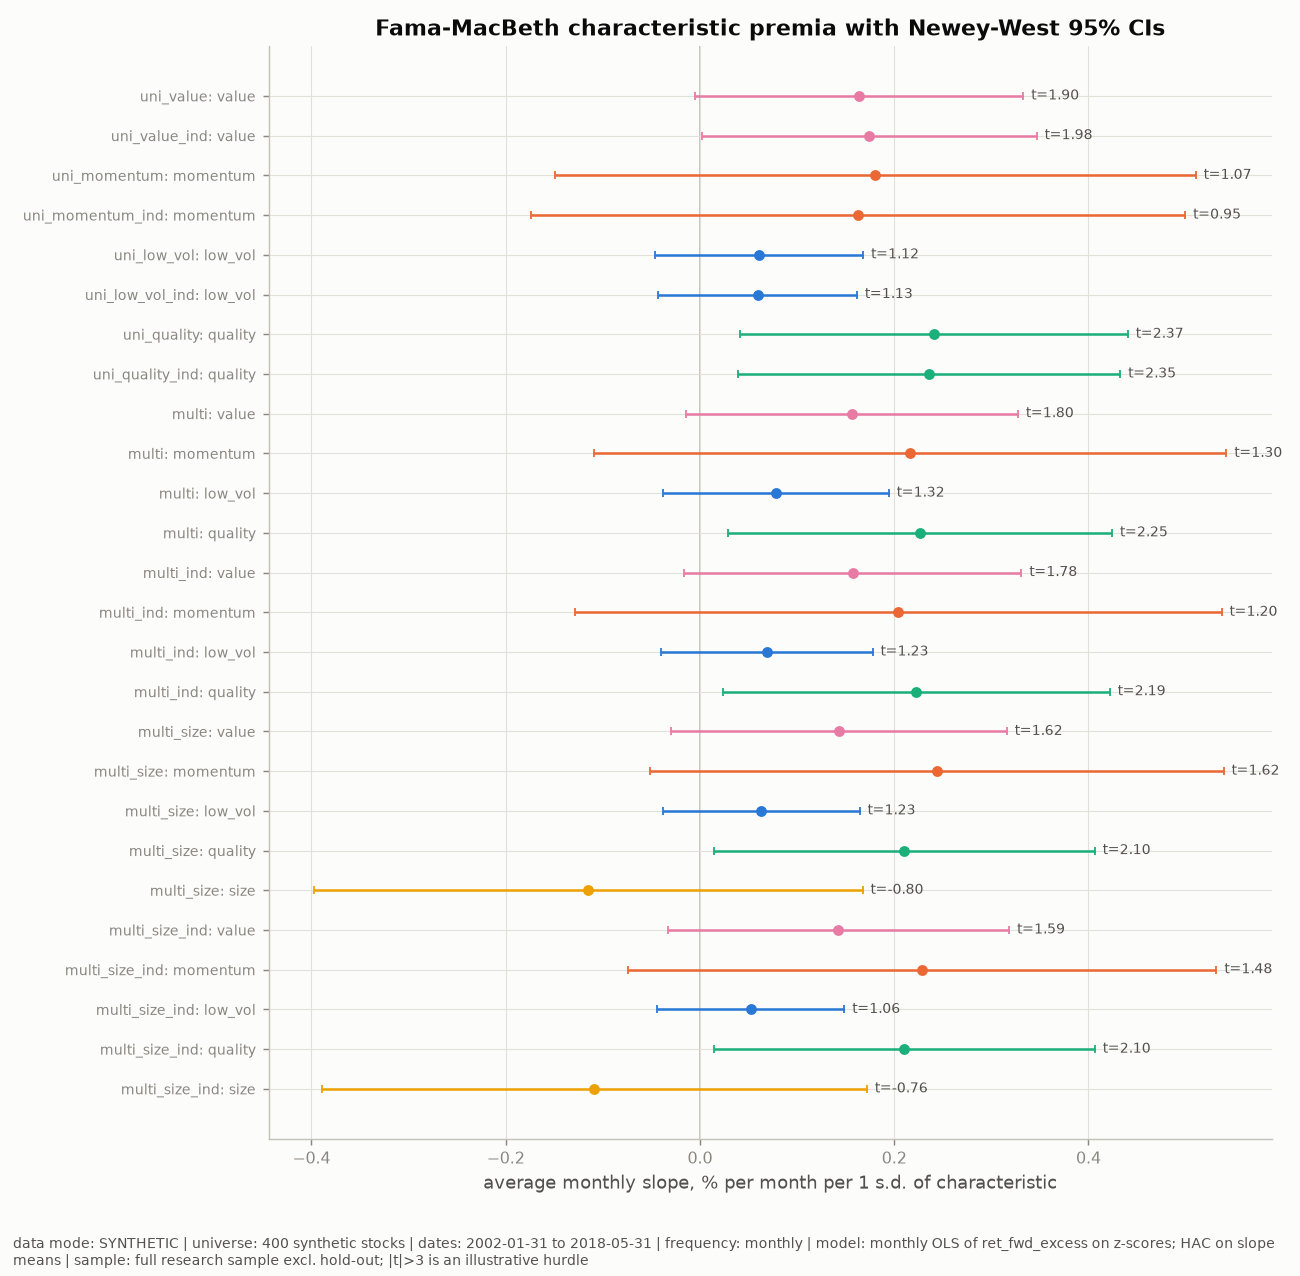 Fama-MacBeth characteristic premia with Newey-West 95% CIs
uni_value: value t=1.90
uni_value_ind: value t=1.98
uni_momentum: momentum t=1.07
uni_momentum_ind: momentum t=0.95
uni_low_vol: low_vol t=1.12
uni_low_vol_ind: low_vol t=1.13
uni_quality: quality t=2.37
uni_quality_ind: quality t=2.35
multi: value t=1.80
multi: momentum t=1.30
multi: low_vol t=1.32
multi: quality t=2.25
multi_ind: value t=1.78
multi_ind: momentum t=1.20
multi_ind: low_vol t=1.23
multi_ind: quality t=2.19
multi_size: value t=1.62
multi_size: momentum t=1.62
multi_size: low_vol t=1.23
multi_size: quality t=2.10
multi_size: size t=-0.80
multi_size_ind: value t=1.59
multi_size_ind: momentum t=1.48
multi_size_ind: low_vol t=1.06
multi_size_ind: quality t=2.10
multi_size_ind: size t=-0.76
−0.4 −0.2 0.0 0.2 0.4
average monthly slope, % per month per 1 s.d. of characteristic
data mode: SYNTHETIC | universe: 400 synthetic stocks | dates: 2002-01-31 to 2018-05-31 | frequency: monthly | model: monthly OLS of ret_fwd_excess on z-scores; HAC on slope
means | sample: full research sample excl. hold-out; |t|>3 is an illustrative hurdle